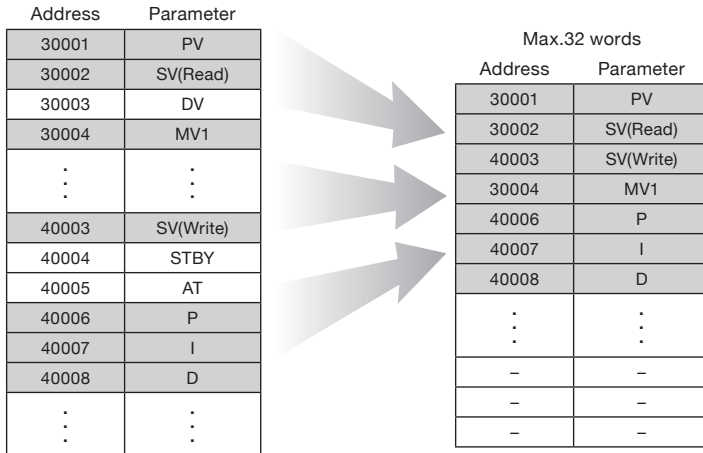 Address Parameter
30001 PV
30002 SV(Read)
30003 DV
30004 MV1
40003 SV(Write)
40004 STBY
40005 AT
40006 P
40007 I
40008 D
Max.32 words
Address Parameter
30001 PV
30002 SV(Read)
40003 SV(Write)
30004 MV1
40006 P
40007 I
40008 D
– –
– –
– –